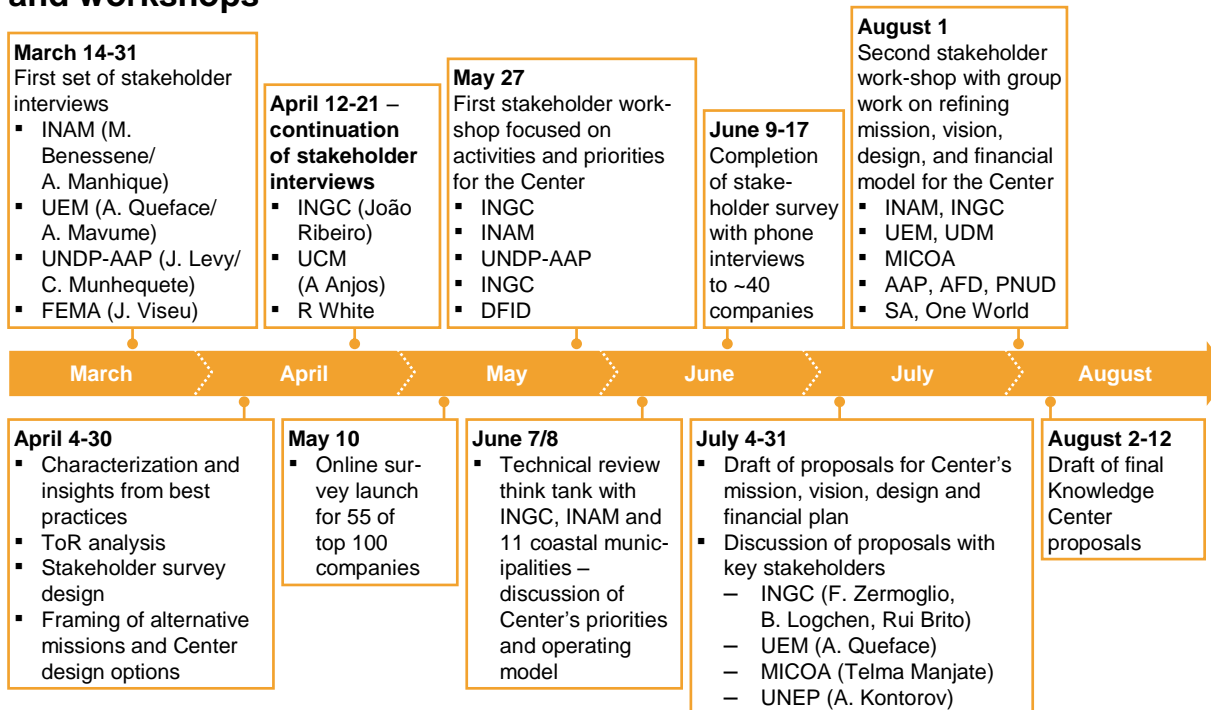 and workshops
March 14-31
First set of stakeholder
interviews
▪ INAM (M.
Benessene/
A. Manhique)
▪ UEM (A. Queface/
A. Mavume)
▪ UNDP-AAP (J. Levy/
C. Munhequete)
▪ FEMA (J. Viseu)
April 12-21 –
continuation
of stakeholder
interviews
▪ INGC (João
Ribeiro)
▪ UCM
(A Anjos)
▪ R White
May 27
First stakeholder work-
shop focused on
activities and priorities
for the Center
▪ INGC
▪ INAM
▪ UNDP-AAP
▪ INGC
▪ DFID
June 9-17
Completion
of stake-
holder survey
with phone
interviews
to ~40
companies
August 1
Second stakeholder
work-shop with group
work on refining
mission, vision,
design, and financial
model for the Center
▪ INAM, INGC
▪ UEM, UDM
▪ MICOA
▪ AAP, AFD, PNUD
▪ SA, One World
March April May June July August
April 4-30
▪ Characterization and
insights from best
practices
▪ ToR analysis
▪ Stakeholder survey
design
▪ Framing of alternative
missions and Center
design options
May 10
▪ Online sur-
vey launch
for 55 of
top 100
companies
June 7/8
▪ Technical review
think tank with
INGC, INAM and
11 coastal munic-
ipalities –
discussion of
Center's priorities
and operating
model
July 4-31
▪ Draft of proposals for Center's
mission, vision, design and
financial plan
▪ Discussion of proposals with
key stakeholders
– INGC (F. Zermoglio,
B. Logchen, Rui Brito)
– UEM (A. Queface)
– MICOA (Telma Manjate)
– UNEP (A. Kontorov)
August 2-12
Draft of final
Knowledge
Center
proposals